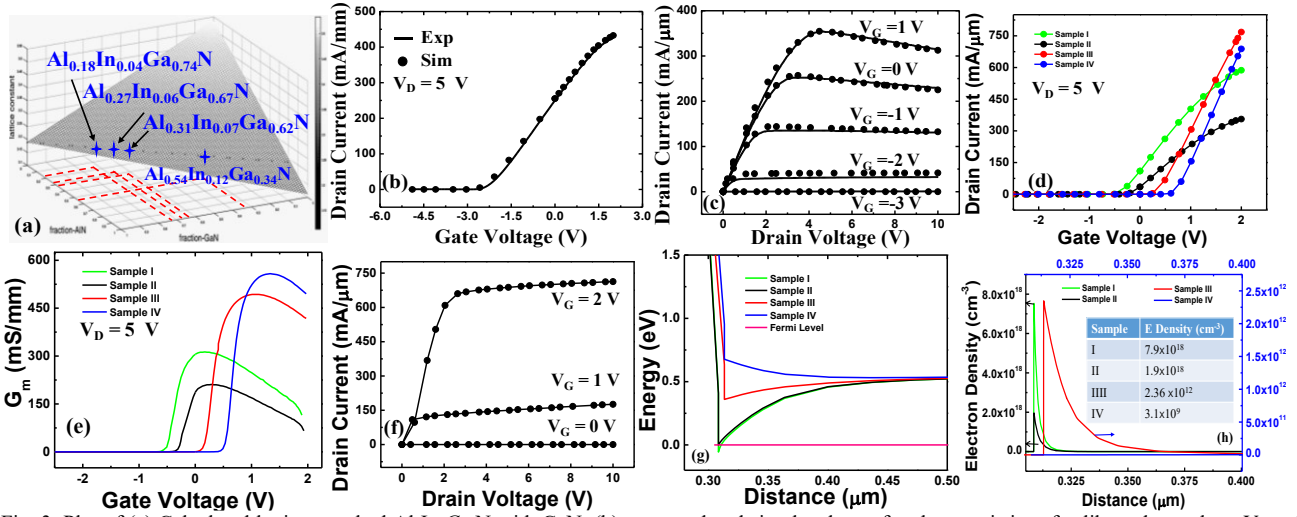 Al0.18In0.04Ga0.74N
Al0.27In0.06Ga0.67N
Al0.31In0.07Ga0.62N
Al0.54In0.12Ga0.34N
lattice constant
fraction-AlN
fraction-GaN
(a)
Drain Current (mA/mm)
400
300
200
100
0
Exp
Sim
VD = 5 V
(b)
-6.0 -4.5 -3.0 -1.5 0.0 1.5 3.0
Gate Voltage (V)
Drain Current (mA/mm)
400
350
300
250
200
150
100
50
0
VG = 1 V
VG = 0 V
VG=-1 V
VG=-2 V
VG=-3 V
(c)
0 2 4 6 8 10
Drain Voltage (V)
Drain Current (mA/μm)
750
600
450
300
150
0
Sample I
Sample II
Sample III
Sample IV
VD = 5 V
(d)
-2 -1 0 1 2
Gate Voltage (V)
Gm (mS/mm)
600
450
300
150
0
Sample I
Sample II
Sample III
Sample IV
VD = 5 V
(e)
-2 -1 0 1 2
Gate Voltage (V)
Drain Current (mA/μm)
750
600
450
300
150
0
VG = 2 V
VG = 1 V
VG = 0 V
(f)
0 2 4 6 8 10
Drain Voltage (V)
Energy (eV)
1.5
1.0
0.5
0.0
Sample I
Sample II
Sample III
Sample IV
Fermi Level
(g)
0.30 0.35 0.40 0.45 0.50
Distance (μm)
0.325 0.350 0.375 0.400
Electron Density (cm-3)
8.0x1018
6.0x1018
4.0x1018
2.0x1018
0.0
Sample I
Sample II
Sample III
Sample IV
Sample E Density (cm-3)
I 7.9x1018
II 1.9x1018
IIII 2.36 x1012
IV 3.1x109
(h)
2.5x1012
2.0x1012
1.5x1012
1.0x1012
5.0x1011
0.0
0.325 0.350 0.375 0.400
Distance (μm)